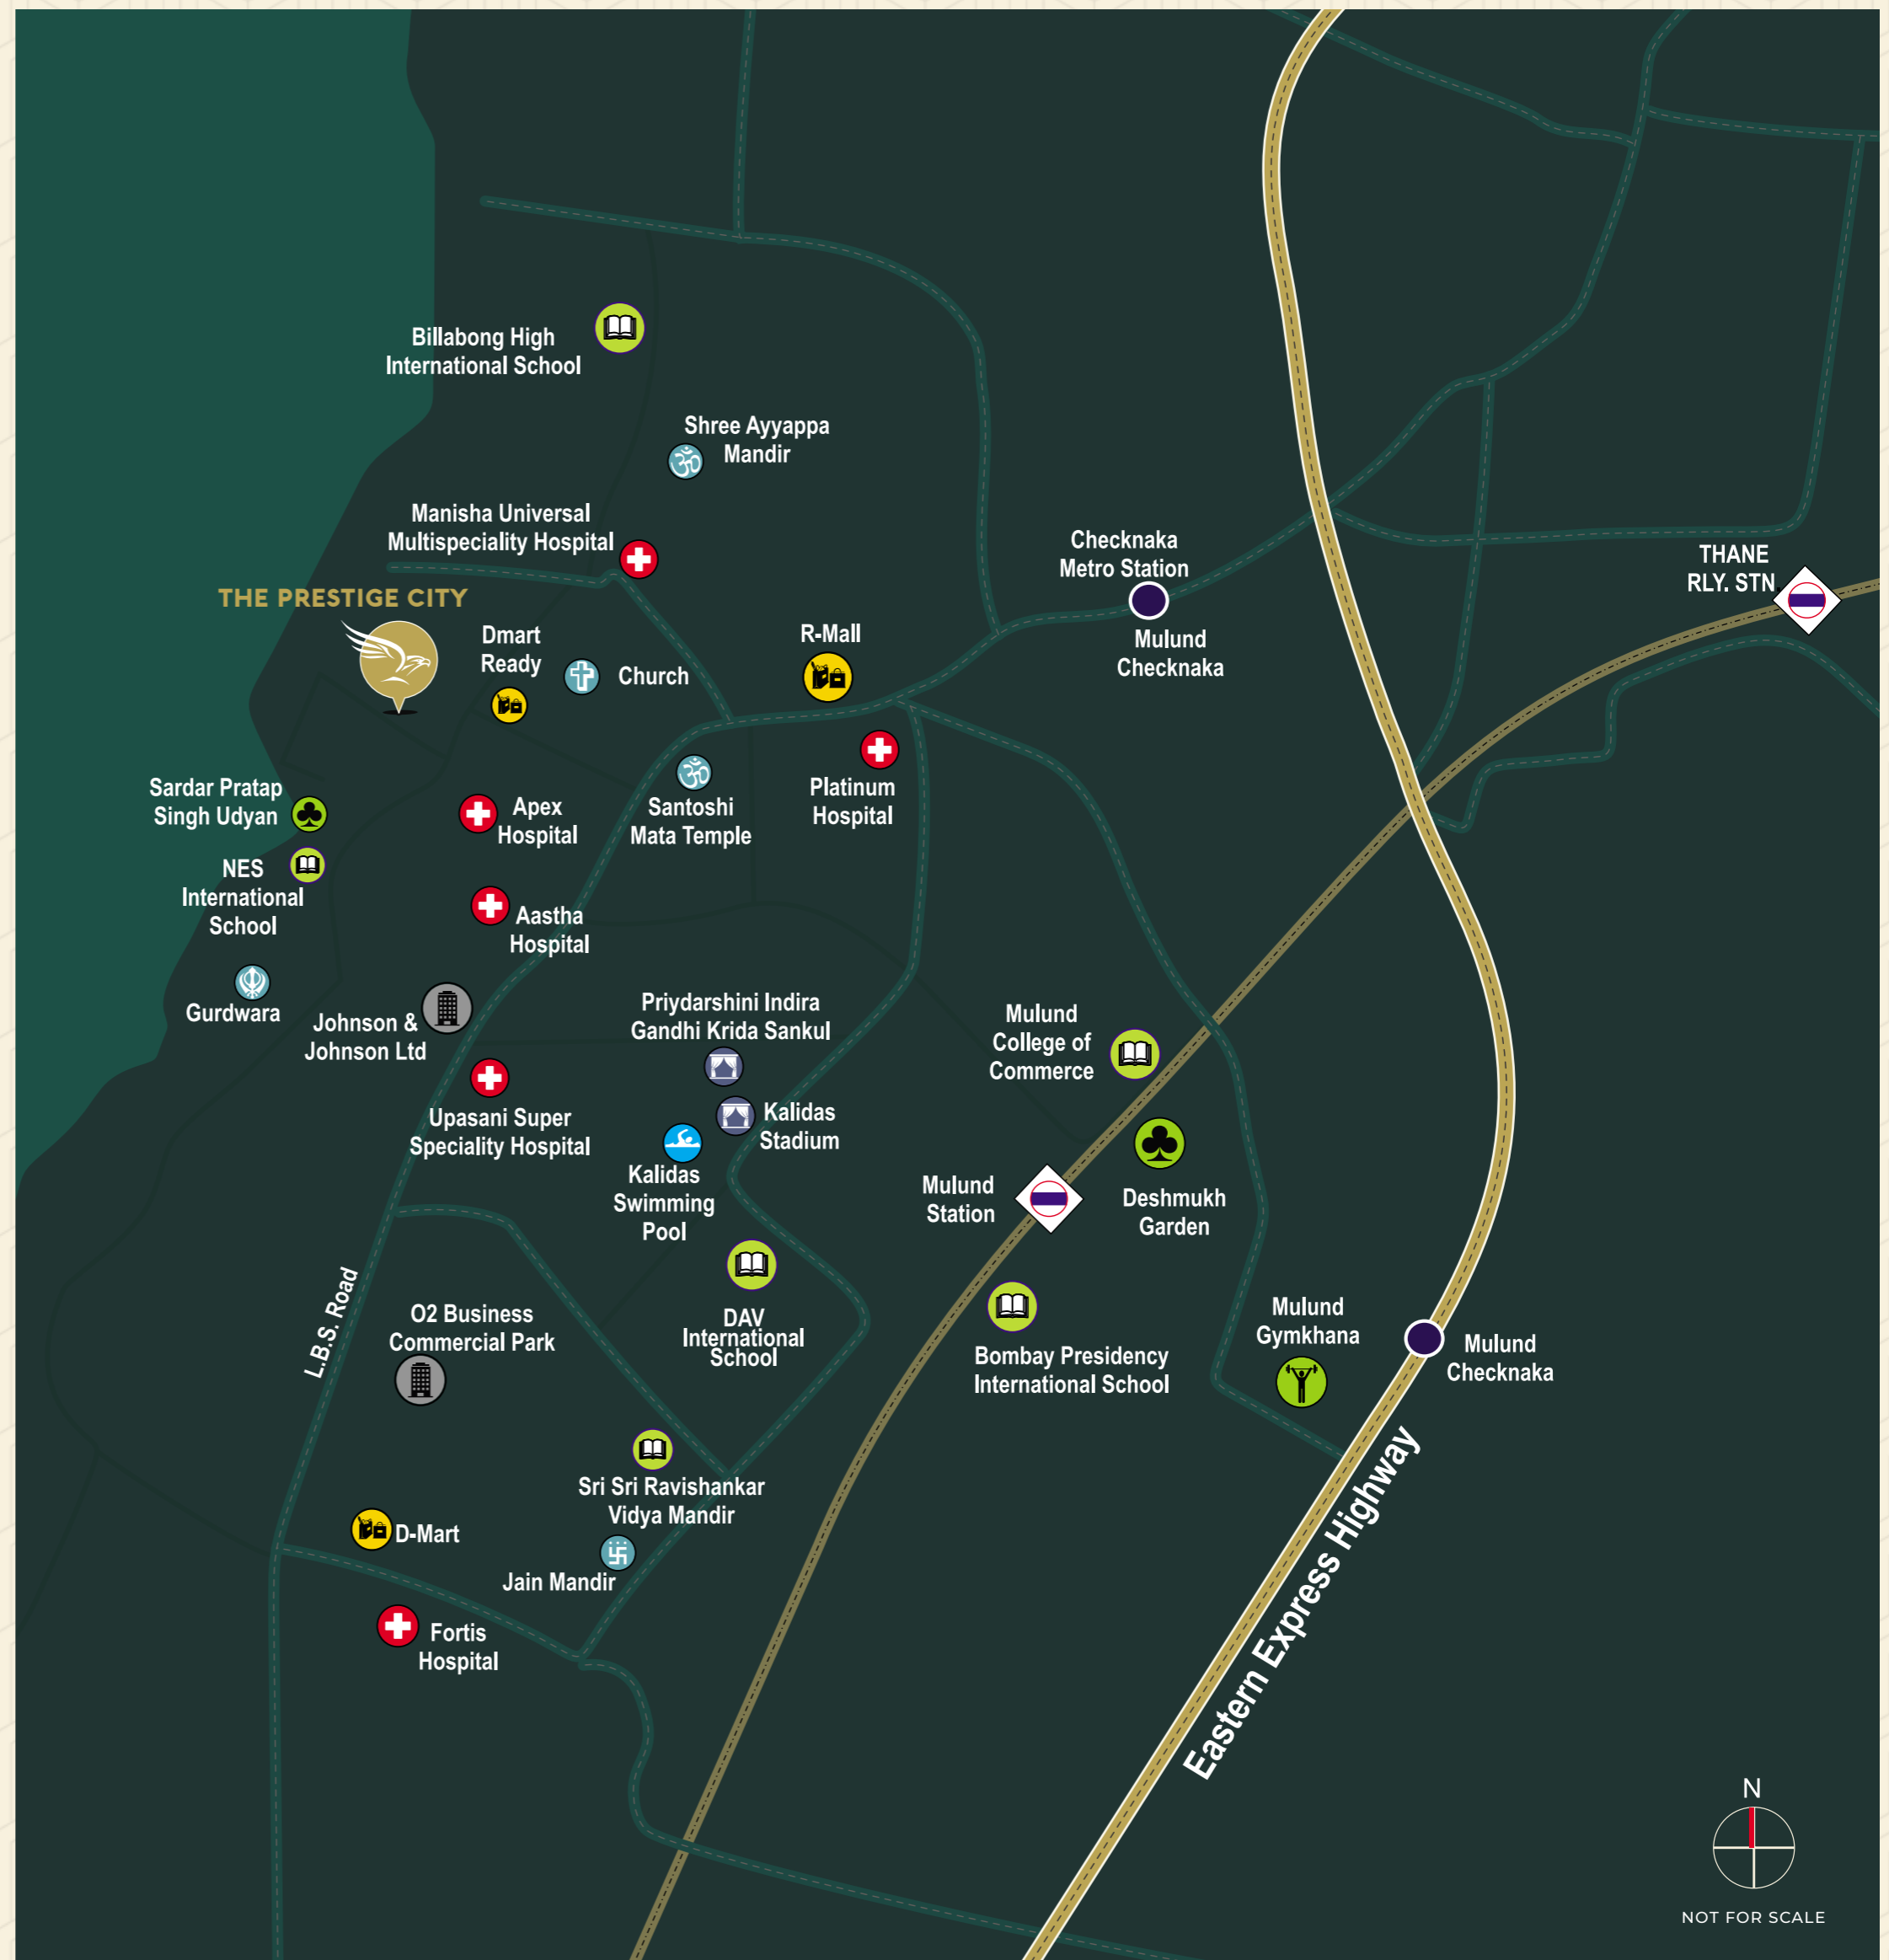 Billabong High
International School
Shree Ayyappa
Mandir
Manisha Universal
Multispeciality Hospital
Checknaka
Metro Station
THANE
RLY. STN
THE PRESTIGE CITY
Dmart
Ready
Church
R-Mall
Mulund
Checknaka
Sardar Pratap
Singh Udyan
Apex
Hospital
Santoshi
Mata Temple
Platinum
Hospital
NES
International
School
Aastha
Hospital
Gurdwara
Johnson &
Johnson Ltd
Priydarshini Indira
Gandhi Krida Sankul
Mulund
College of
Commerce
Upasani Super
Speciality Hospital
Kalidas
Stadium
Kalidas
Swimming
Pool
Mulund
Station
Deshmukh
Garden
L.B.S. Road
O2 Business
Commercial Park
DAV
International
School
Bombay Presidency
International School
Mulund
Gymkhana
Mulund
Checknaka
Sri Sri Ravishankar
Vidya Mandir
D-Mart
Jain Mandir
Fortis
Hospital
Eastern Express Highway
N
NOT FOR SCALE